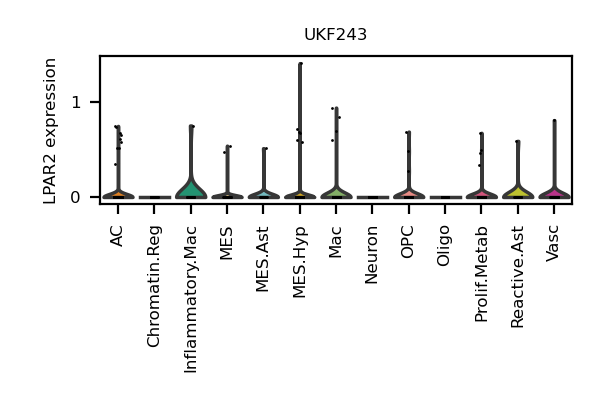 UKF243
LPAR2 expression
1
0
AC
Chromatin.Reg
Inflammatory.Mac
MES
MES.Ast
MES.Hyp
Mac
Neuron
OPC
Oligo
Prolif.Metab
Reactive.Ast
Vasc